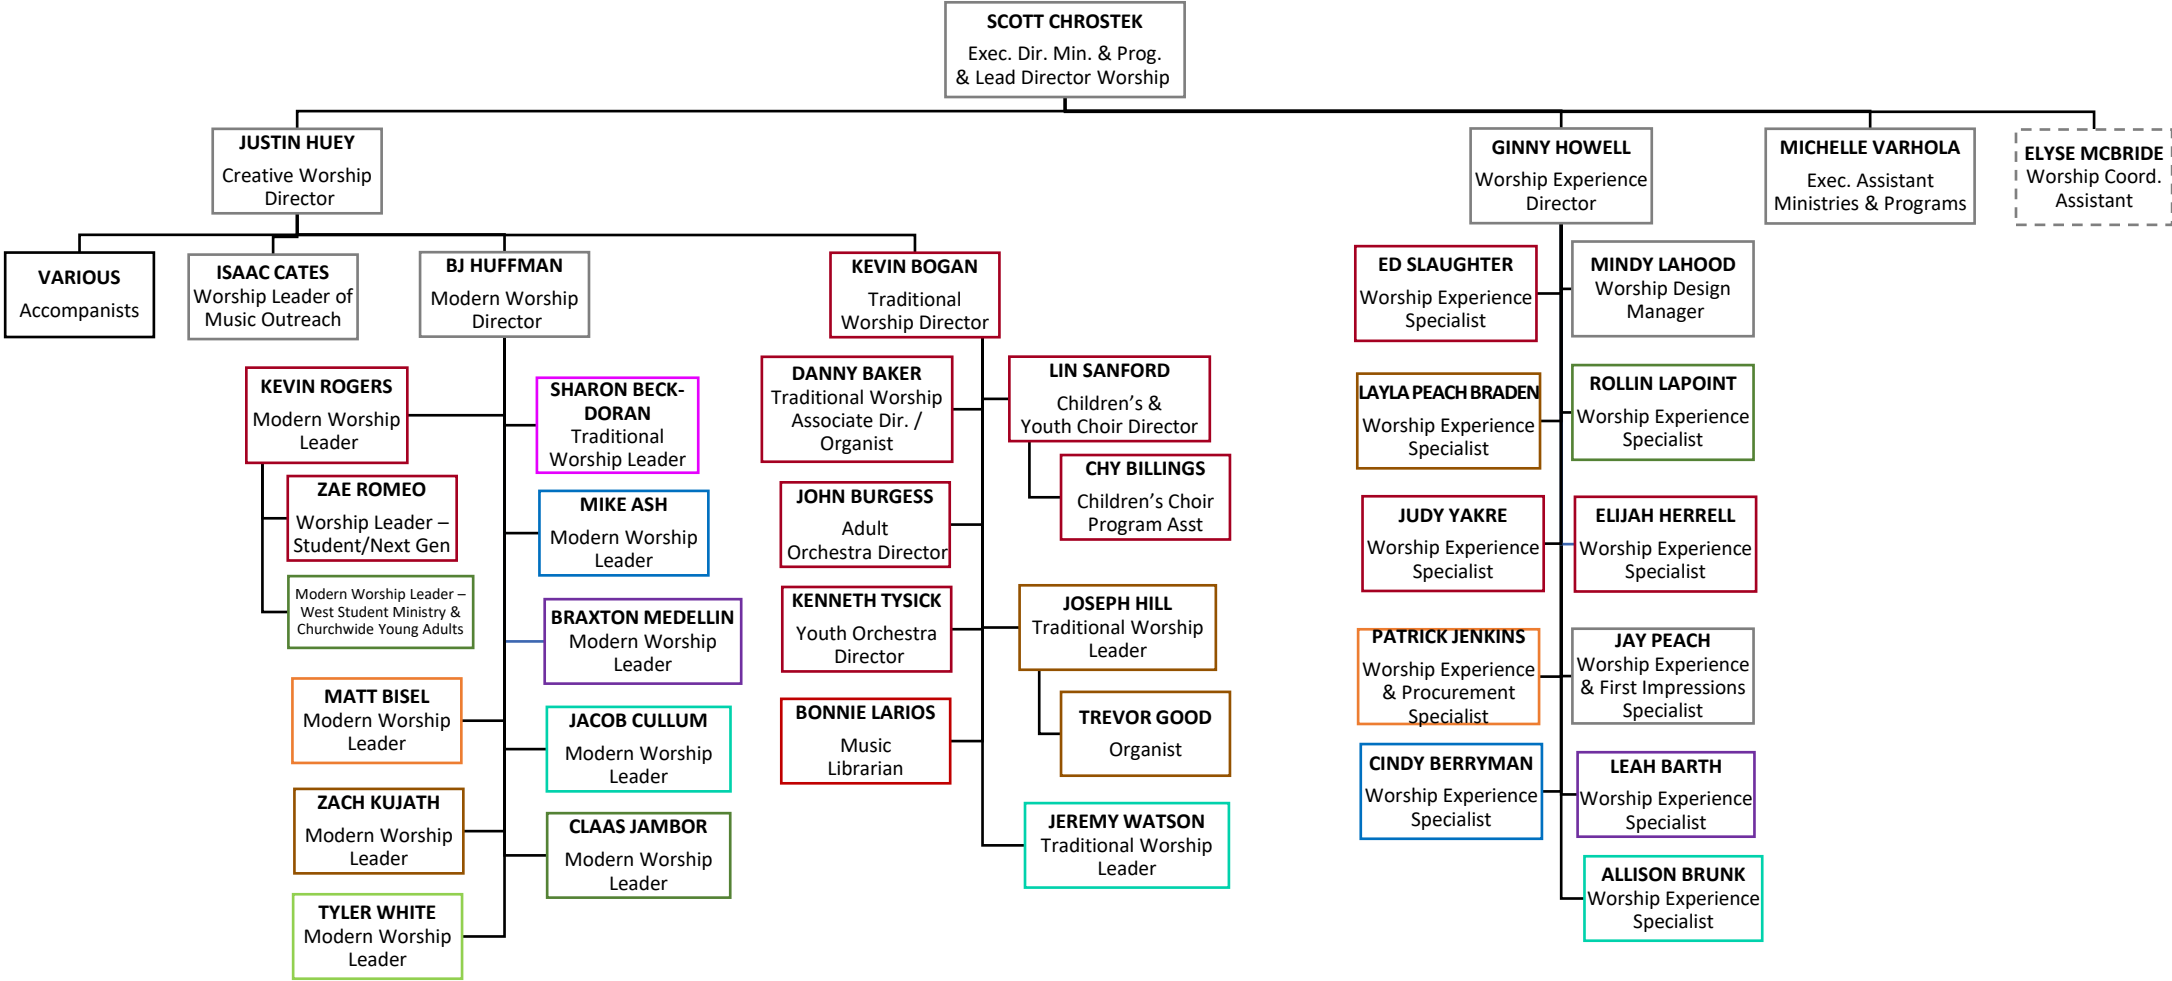 SCOTT CHROSTEK
Exec. Dir. Min. & Prog.
& Lead Director Worship
JUSTIN HUEY
Creative Worship
Director
GINNY HOWELL
Worship Experience
Director
MICHELLE VARHOLA
Exec. Assistant
Ministries & Programs
ELYSE MCBRIDE
Worship Coord.
Assistant
VARIOUS
Accompanists
ISAAC CATES
Worship Leader of
Music Outreach
BJ HUFFMAN
Modern Worship
Director
KEVIN BOGAN
Traditional
Worship Director
KEVIN ROGERS
Modern Worship
Leader
ZAE ROMEO
Worship Leader –
Student/Next Gen
Modern Worship Leader –
West Student Ministry &
Churchwide Young Adults
MATT BISEL
Modern Worship
Leader
ZACH KUJATH
Modern Worship
Leader
TYLER WHITE
Modern Worship
Leader
SHARON BECK-
DORAN
Traditional
Worship Leader
MIKE ASH
Modern Worship
Leader
BRAXTON MEDELLIN
Modern Worship
Leader
JACOB CULLUM
Modern Worship
Leader
CLAAS JAMBOR
Modern Worship
Leader
DANNY BAKER
Traditional Worship
Associate Dir. /
Organist
JOHN BURGESS
Adult
Orchestra Director
KENNETH TYSICK
Youth Orchestra
Director
BONNIE LARIOS
Music
Librarian
LIN SANFORD
Children’s &
Youth Choir Director
CHY BILLINGS
Children’s Choir
Program Asst
JOSEPH HILL
Traditional Worship
Leader
TREVOR GOOD
Organist
JEREMY WATSON
Traditional Worship
Leader
ED SLAUGHTER
Worship Experience
Specialist
LAYLA PEACH BRADEN
Worship Experience
Specialist
JUDY YAKRE
Worship Experience
Specialist
PATRICK JENKINS
Worship Experience
& Procurement
Specialist
CINDY BERRYMAN
Worship Experience
Specialist
MINDY LAHOOD
Worship Design
Manager
ROLLIN LAPOINT
Worship Experience
Specialist
ELIJAH HERRELL
Worship Experience
Specialist
JAY PEACH
Worship Experience
& First Impressions
Specialist
LEAH BARTH
Worship Experience
Specialist
ALLISON BRUNK
Worship Experience
Specialist